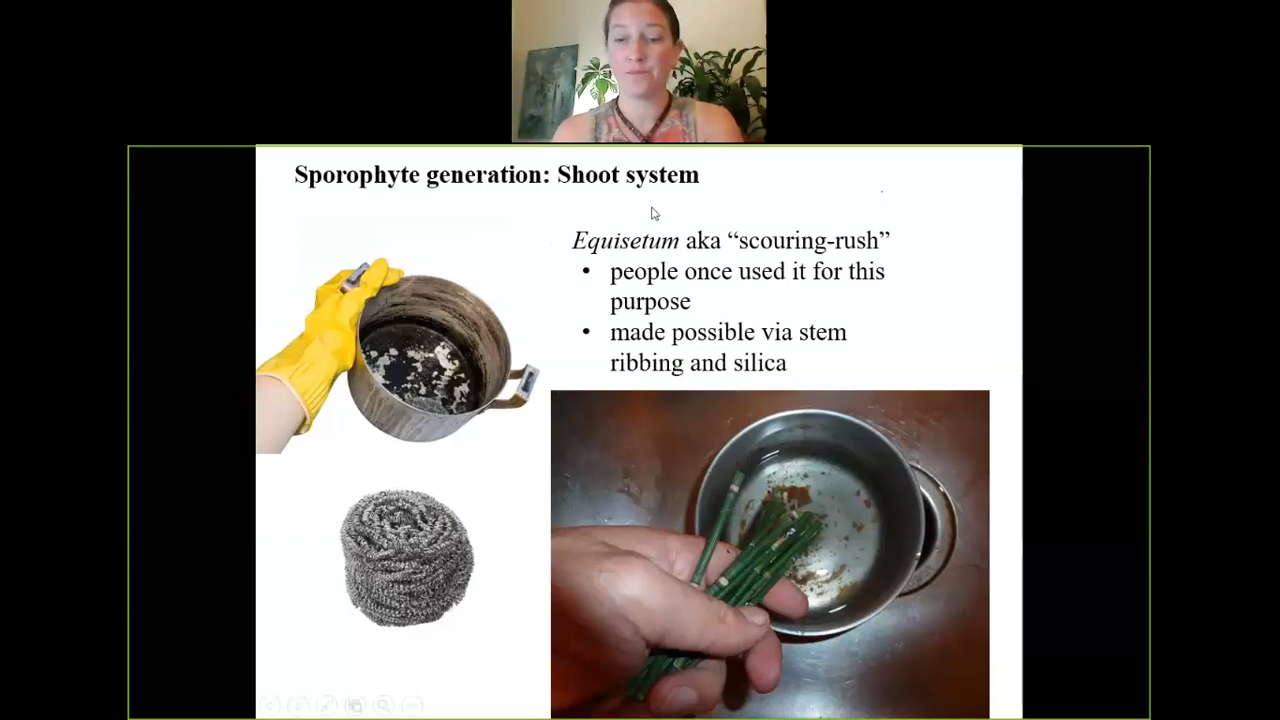 Sporophyte generation: Shoot system
Equisetum aka “scouring-rush”
• people once used it for this
purpose
• made possible via stem
ribbing and silica